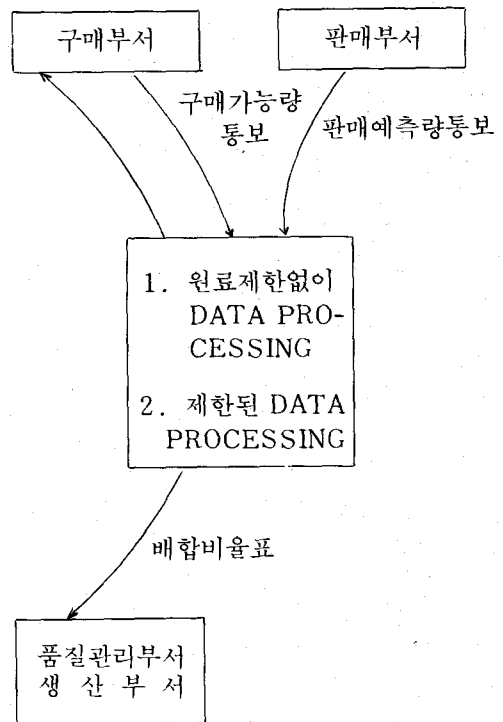 구매부서
판매부서
구매가능량
통보
판매예측량통보
1. 원료제한없이
DATA PRO-
CESSING
2. 제한된 DATA
PROCESSING
배합비율표
품질관리부서
생 산 부 서